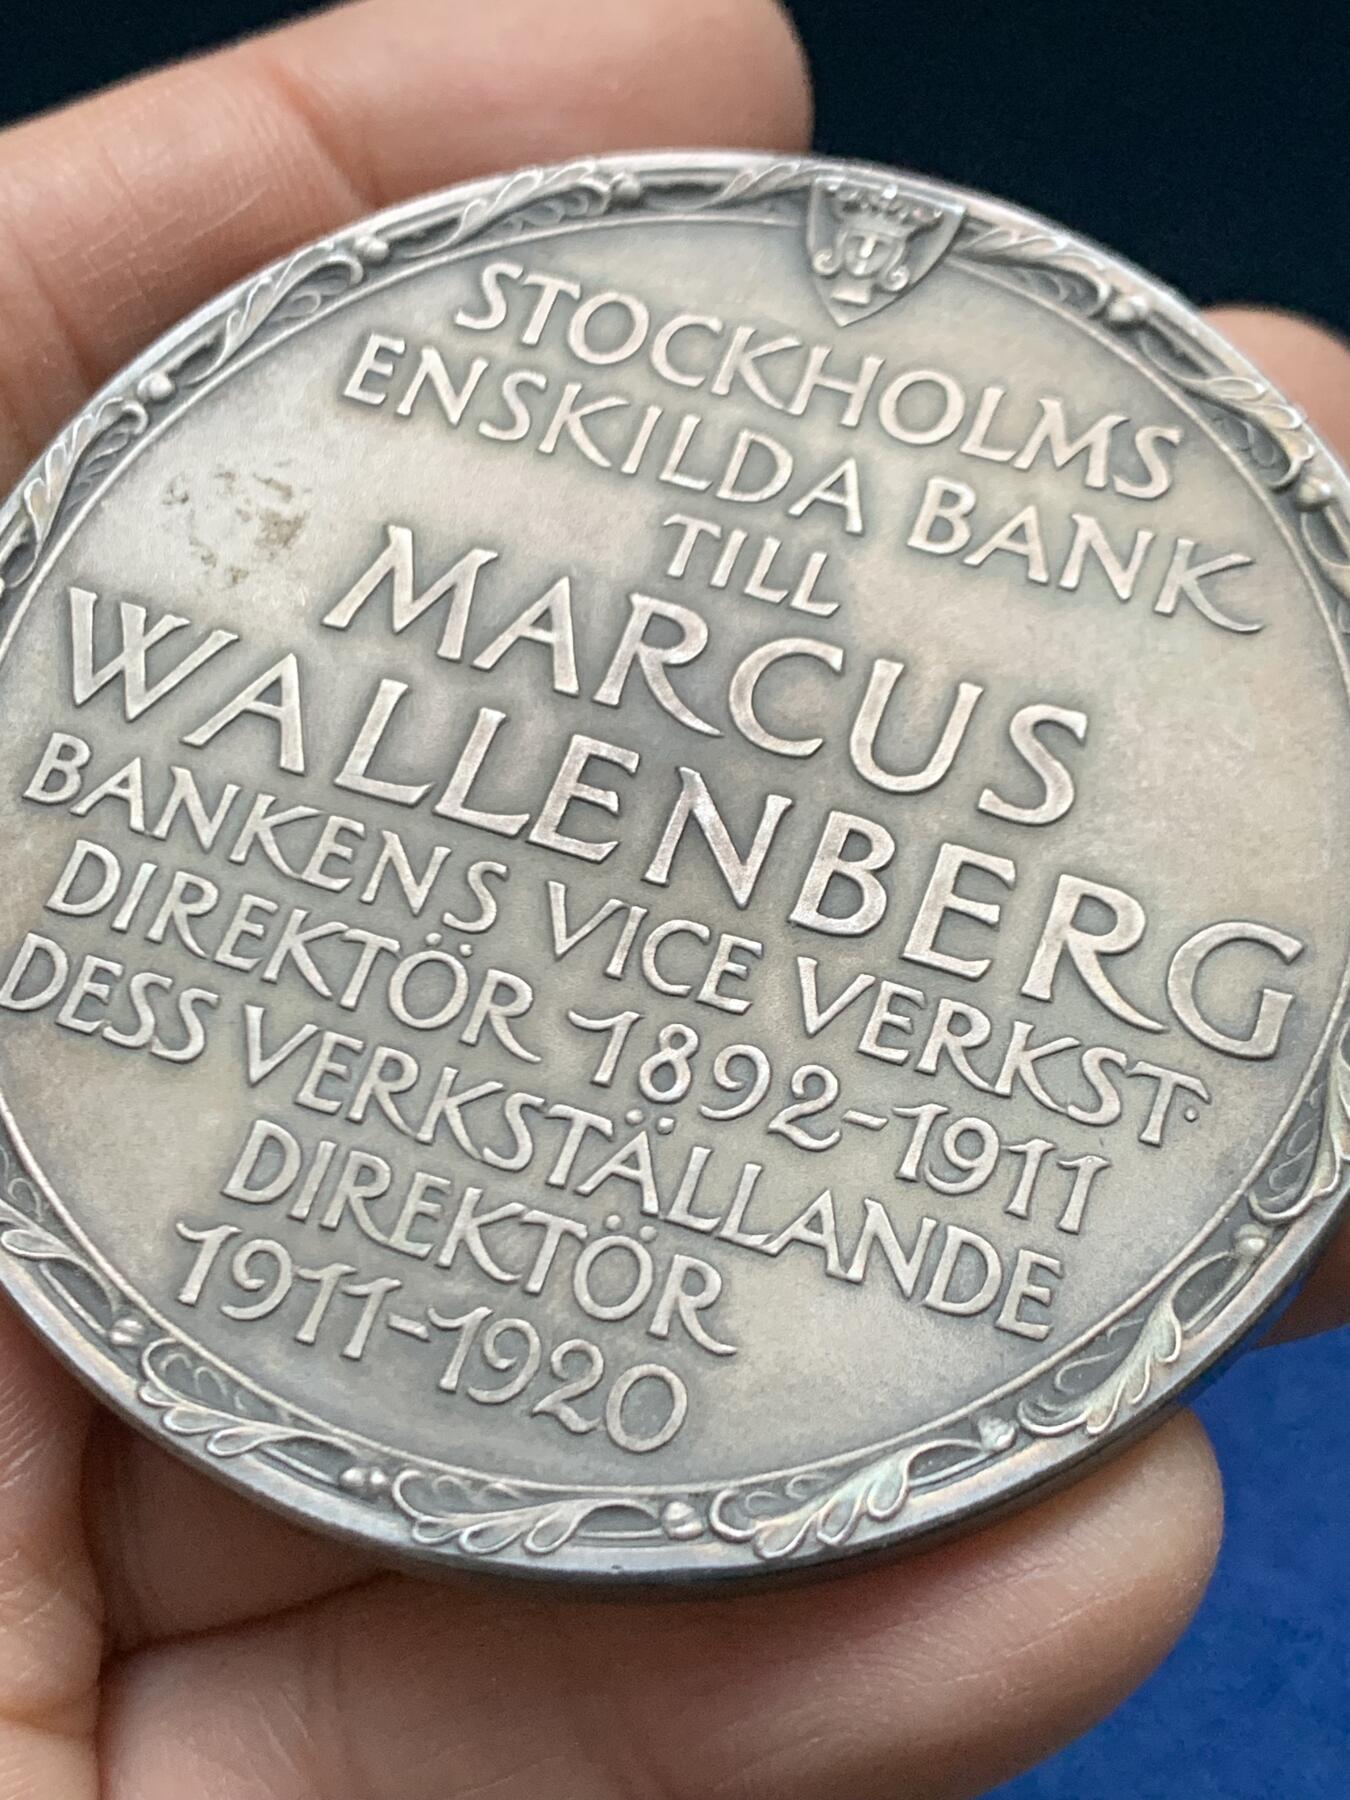 STOCKHOLMS
ENSKILDA BANK
TILL
MARCUS
WALLENBERG
BANKENS VICE VERKST.
DIREKTÖR 1892-1911
DESS VERKSTÄLLANDE
DIREKTÖR
1911-1920